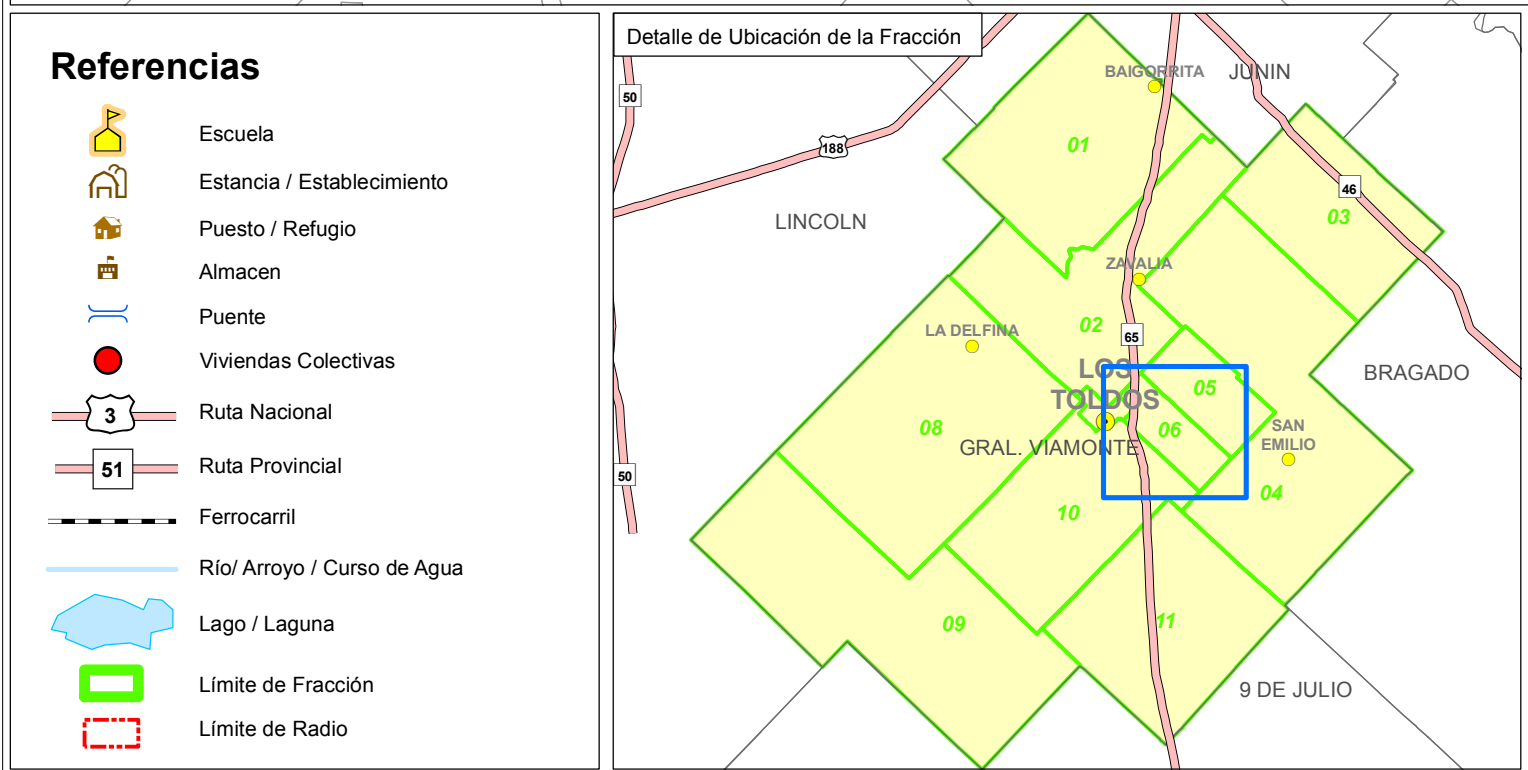 Referencias
Escuela
Estancia / Establecimiento
Puesto / Refugio
Almacen
Puente
Viviendas Colectivas
3
Ruta Nacional
51
Ruta Provincial
Ferrocarril
Río/ Arroyo / Curso de Agua
Lago / Laguna
Límite de Fracción
Límite de Radio
Detalle de Ubicación de la Fracción
BAIGORRITA
JUNIN
50
188
01
46
03
LINCOLN
ZAVALIA
02
LA DELFINA
65
BRAGADO
LOS
TOLDOS
05
08
06
SAN
EMILIO
GRAL. VIAMONTE
50
04
10
09
11
9 DE JULIO